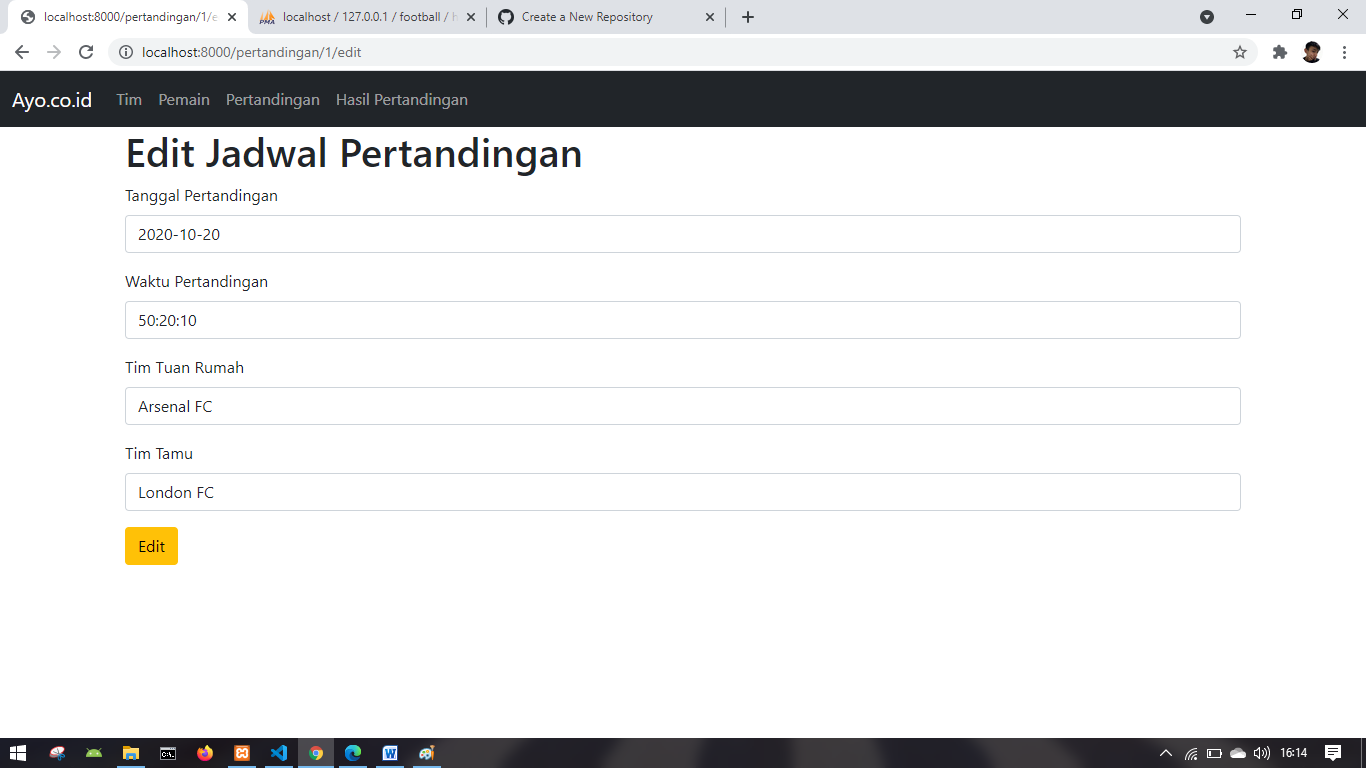 localhost:8000/pertandingan/1/e
localhost / 127.0.0.1 / football / h
Create a New Repository
localhost:8000/pertandingan/1/edit
Ayo.co.id
Tim
Pemain
Pertandingan
Hasil Pertandingan
Edit Jadwal Pertandingan
Tanggal Pertandingan
2020-10-20
Waktu Pertandingan
50:20:10
Tim Tuan Rumah
Arsenal FC
Tim Tamu
London FC
Edit
16:14